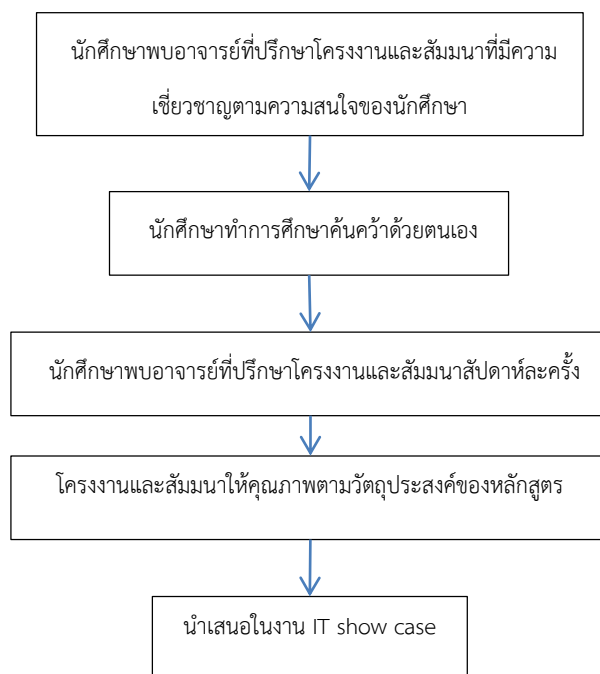 นักศึกษาพบอาจารย์ที่ปรึกษาโครงงานและสัมมนาที่มีความ
เชี่ยวชาญตามความสนใจของนักศึกษา
นักศึกษาทำการศึกษาค้นคว้าด้วยตนเอง
นักศึกษาพบอาจารย์ที่ปรึกษาโครงงานและสัมมนาสัปดาห์ละครั้ง
โครงงานและสัมมนาให้คุณภาพตามวัตถุประสงค์ของหลักสูตร
นำเสนอในงาน IT show case